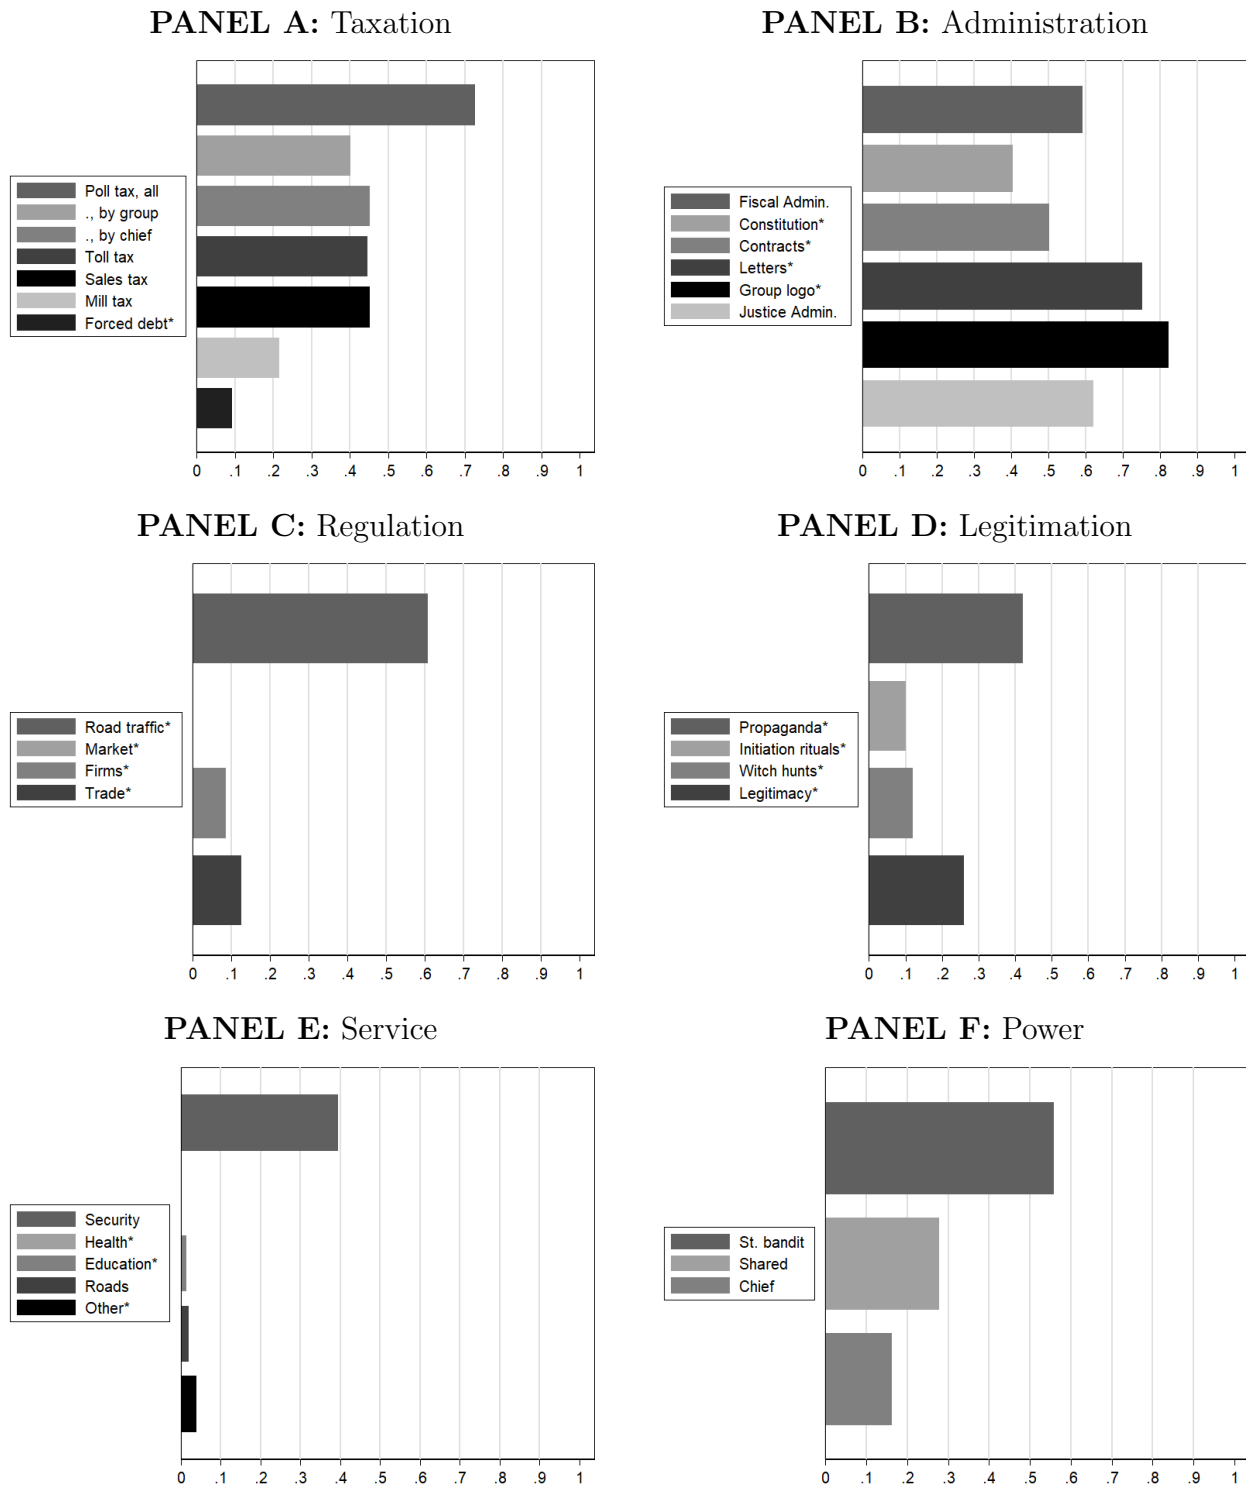 PANEL A: Taxation
Poll tax, all
., by group
., by chief
Toll tax
Sales tax
Mill tax
Forced debt*
0 .1 .2 .3 .4 .5 .6 .7 .8 .9 1
PANEL B: Administration
Fiscal Admin.
Constitution*
Contracts*
Letters*
Group logo*
Justice Admin.
0 .1 .2 .3 .4 .5 .6 .7 .8 .9 1
PANEL C: Regulation
Road traffic*
Market*
Firms*
Trade*
0 .1 .2 .3 .4 .5 .6 .7 .8 .9 1
PANEL D: Legitimation
Propaganda*
Initiation rituals*
Witch hunts*
Legitimacy*
0 .1 .2 .3 .4 .5 .6 .7 .8 .9 1
PANEL E: Service
Security
Health*
Education*
Roads
Other*
0 .1 .2 .3 .4 .5 .6 .7 .8 .9 1
PANEL F: Power
St. bandit
Shared
Chief
0 .1 .2 .3 .4 .5 .6 .7 .8 .9 1